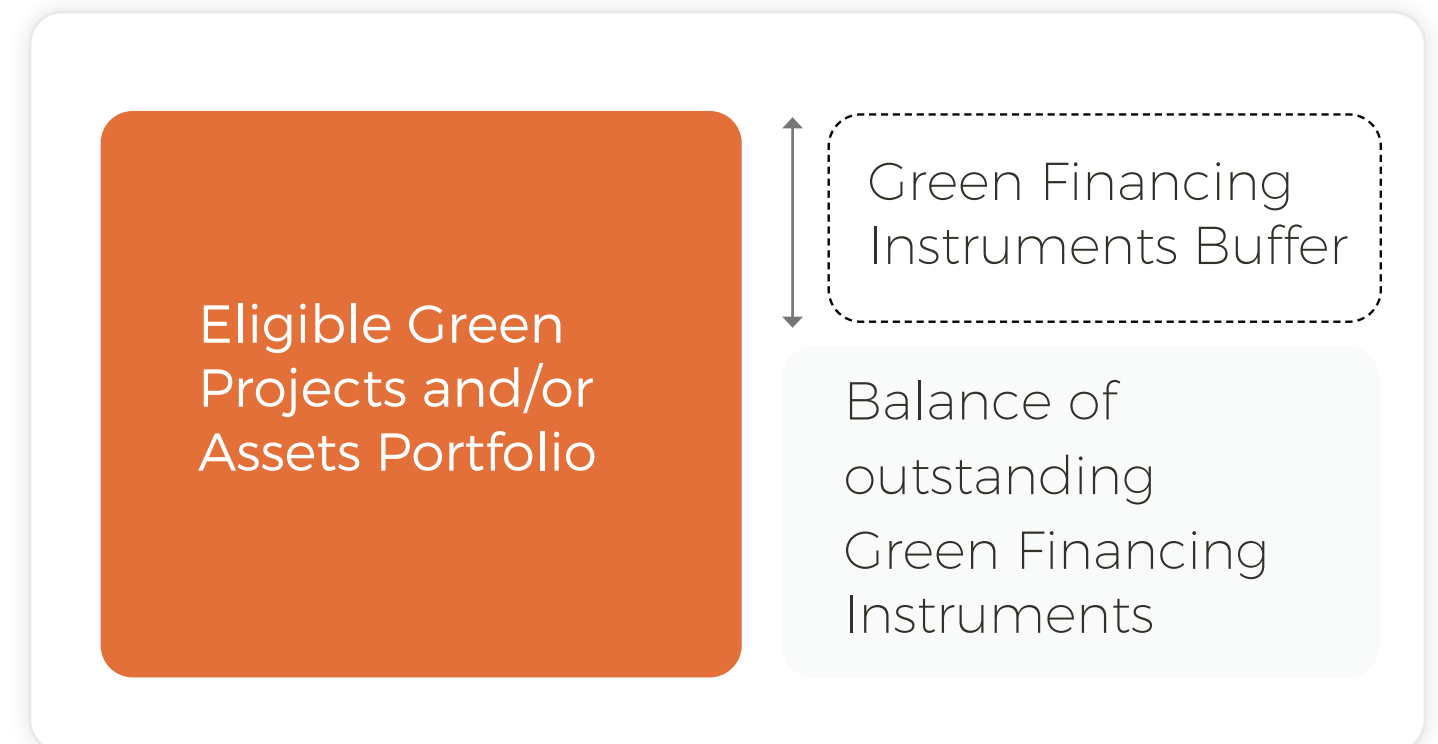 Eligible Green
Projects and/or
Assets Portfolio
Green Financing
Instruments Buffer
Balance of
outstanding
Green Financing
Instruments